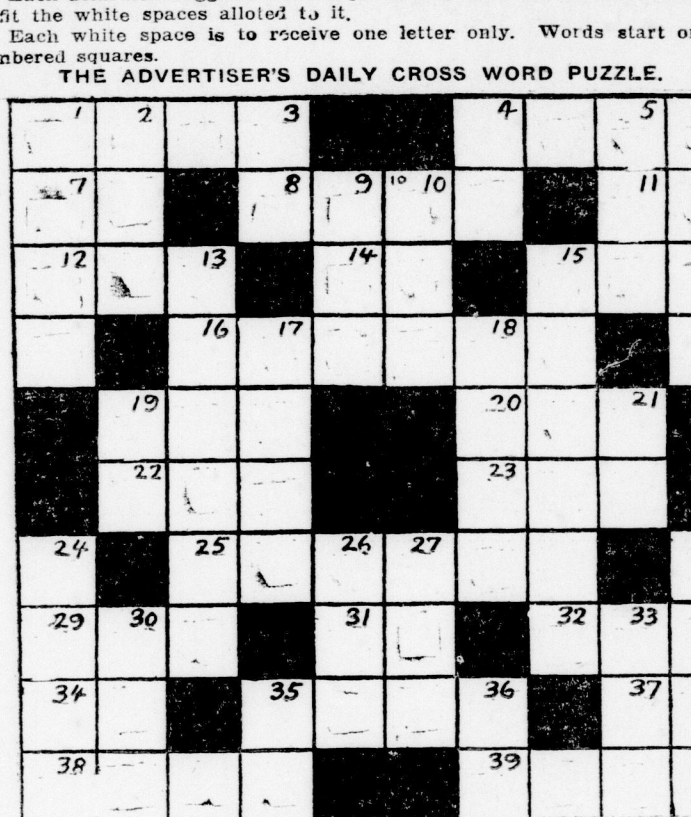 fit the white spaces alloted to it.
Each white space is to receive one letter only. Words start
nbered squares.
THE ADVERTISER'S DAILY CROSS WORD PUZZLE.
1 2 3 4 5
7 8 9 10 10 11
12 13 14 15
16 17 18
19 20 21
22 23
24 25 26 27
29 30 31 32 33
34 35 36 37
38 39